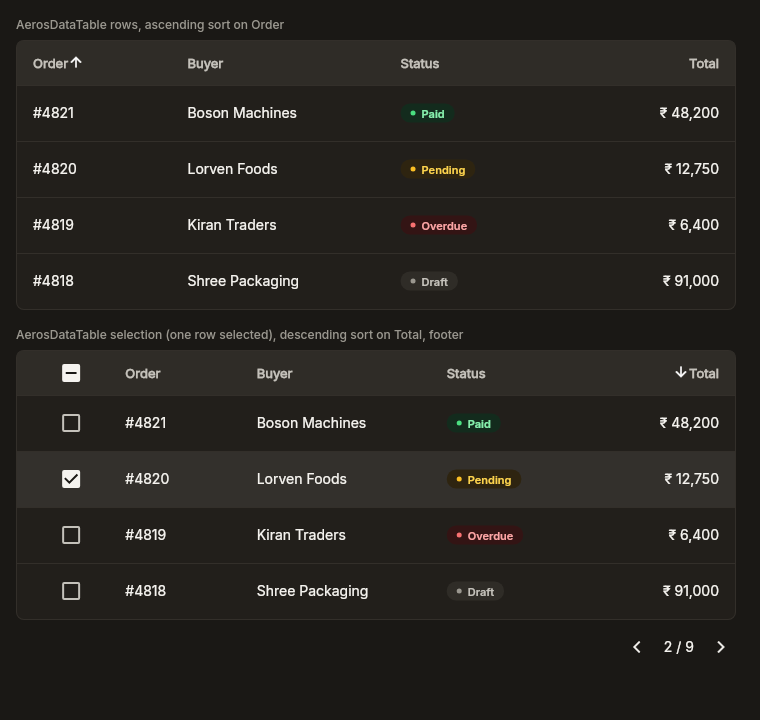 AerosDataTable rows, ascending sort on Order
Order Buyer Status Total
#4821 Boson Machines Paid ₹ 48,200
#4820 Lorven Foods Pending ₹ 12,750
#4819 Kiran Traders Overdue ₹ 6,400
#4818 Shree Packaging Draft ₹ 91,000
AerosDataTable selection (one row selected), descending sort on Total, footer
Order Buyer Status Total
#4821 Boson Machines Paid ₹ 48,200
#4820 Lorven Foods Pending ₹ 12,750
#4819 Kiran Traders Overdue ₹ 6,400
#4818 Shree Packaging Draft ₹ 91,000
2 / 9